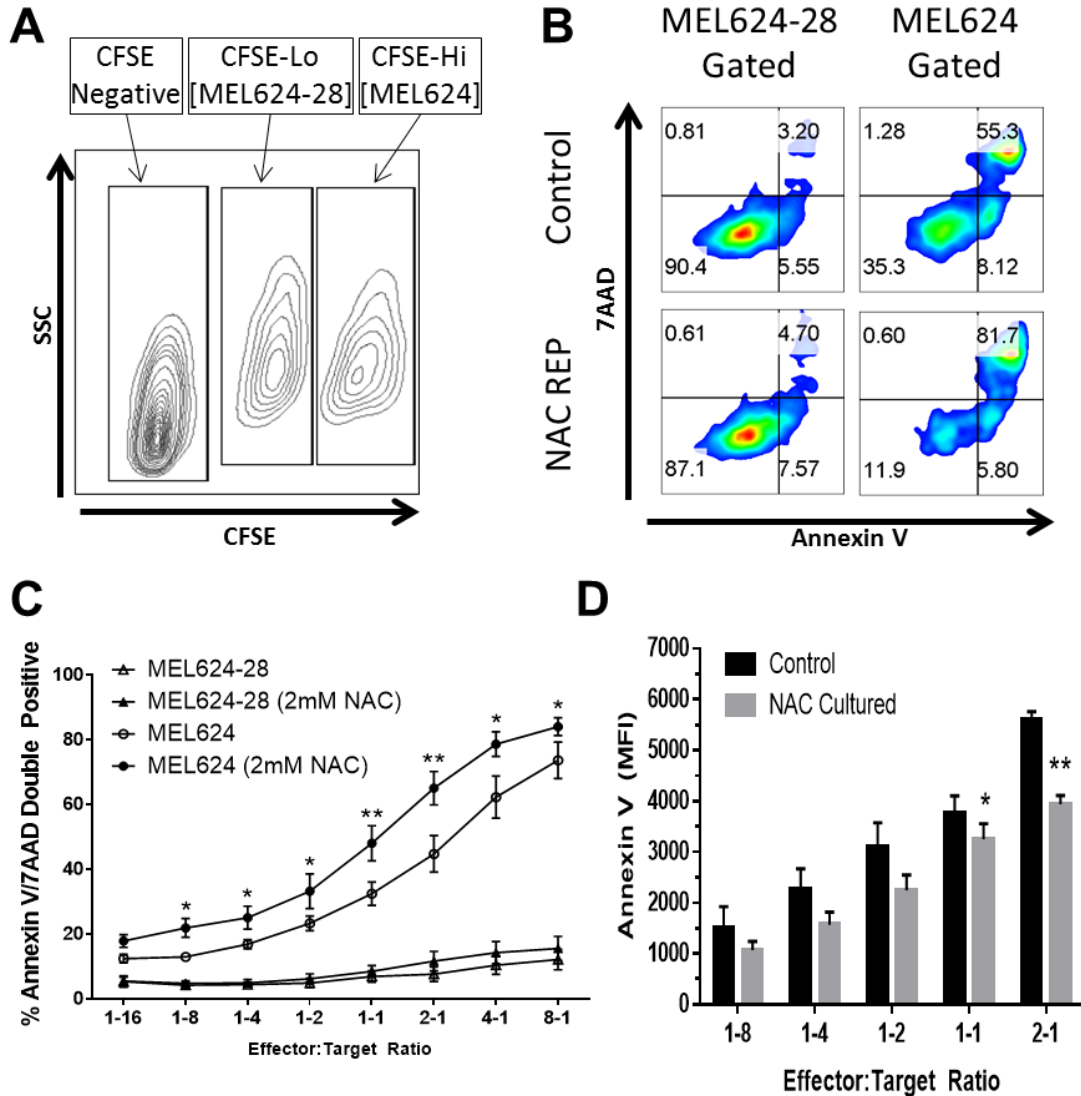 A
CFSE
Negative
CFSE-Lo
[MEL624-28]
CFSE-Hi
[MEL624]
SSC
CFSE
B
MEL624-28
Gated
MEL624
Gated
Control
NAC REP
7AAD
0.81
3.20
90.4
5.55
1.28
55.3
35.3
8.12
0.61
4.70
87.1
7.57
0.60
81.7
11.9
5.80
Annexin V
C
% Annexin V/7AAD Double Positive
100
80
60
40
20
0
MEL624-28
MEL624-28 (2mM NAC)
MEL624
MEL624 (2mM NAC)
* * * ** ** * *
1-16 1-8 1-4 1-2 1-1 2-1 4-1 8-1
Effector:Target Ratio
D
Annexin V (MFI)
7000
6000
5000
4000
3000
2000
1000
0
Control
NAC Cultured
* **
1-8 1-4 1-2 1-1 2-1
Effector:Target Ratio